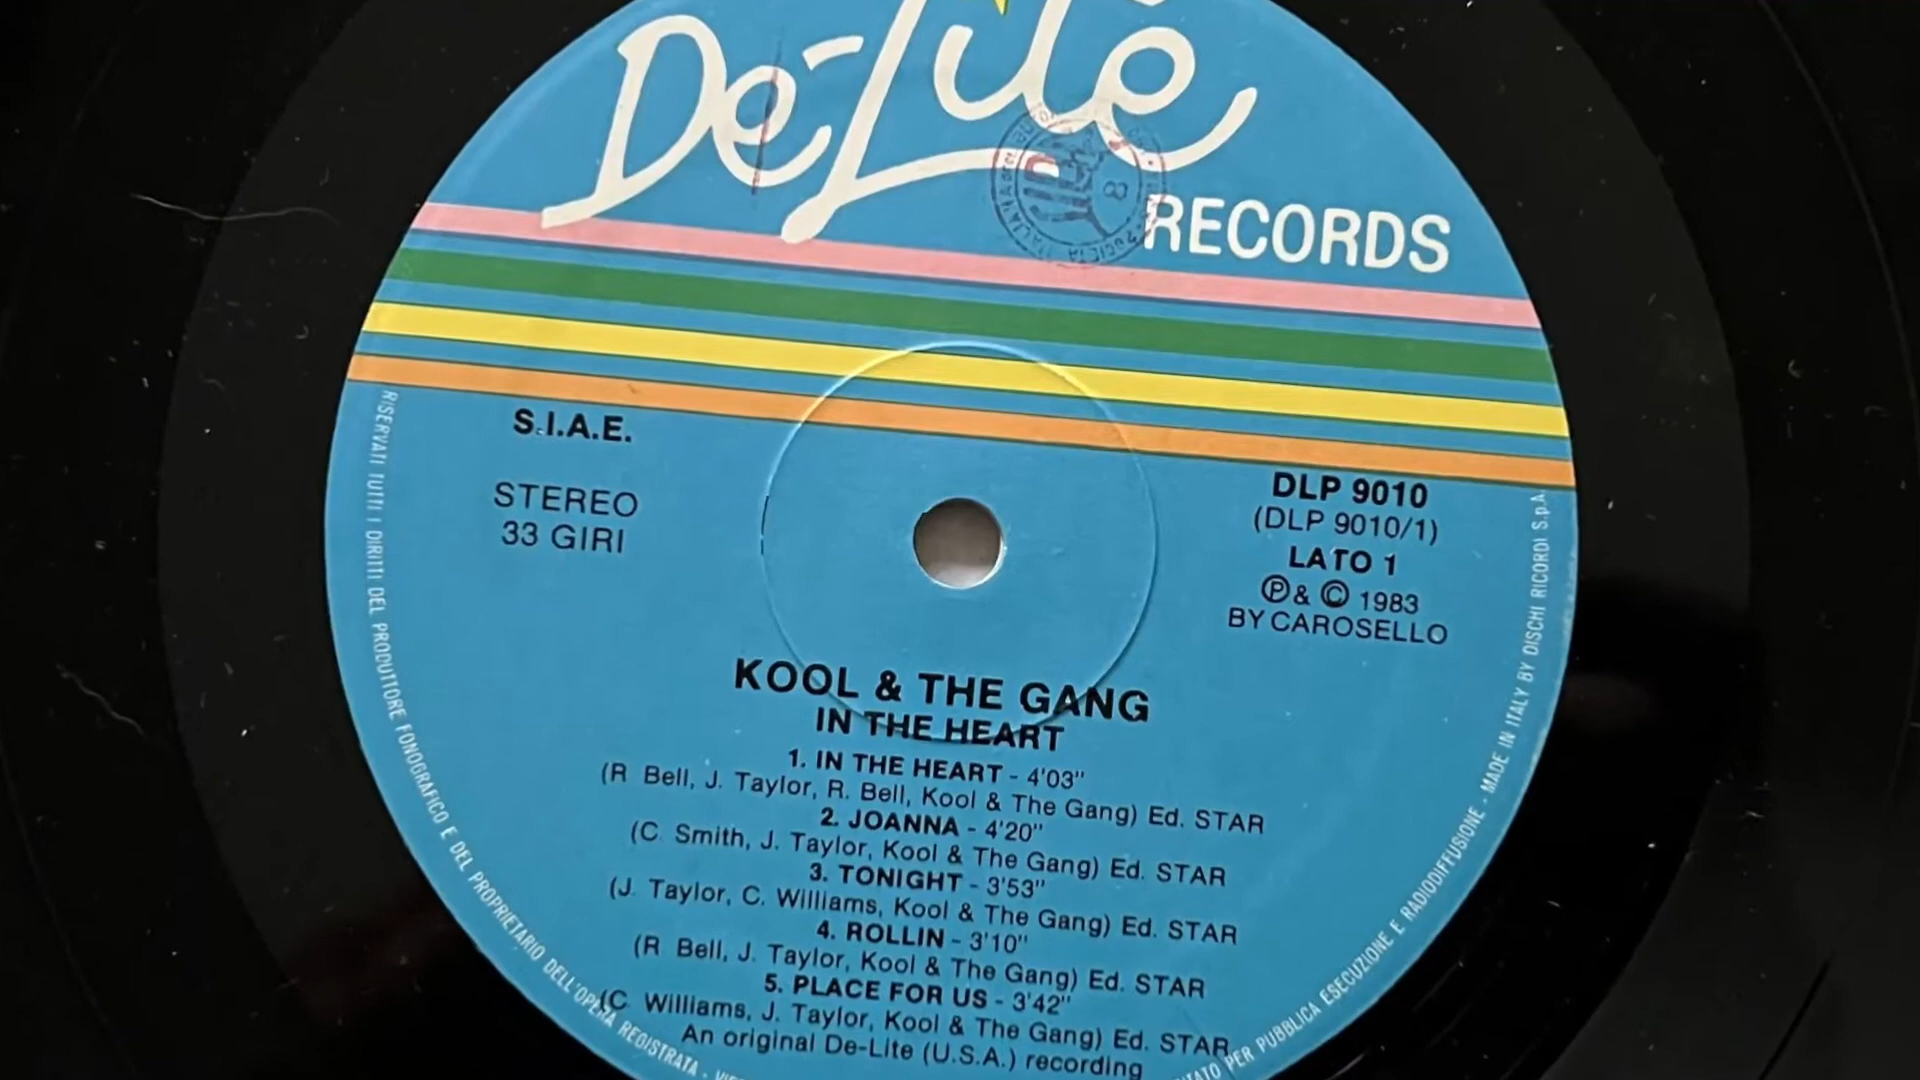 De-Lite
RECORDS
S.I.A.E.
STEREO
33 GIRI
DLP 9010
(DLP 9010/1)
LATO 1
Ⓟ & © 1983
BY CAROSELLO
KOOL & THE GANG
IN THE HEART
1. IN THE HEART - 4'03"
(R Bell, J. Taylor, R. Bell, Kool & The Gang) Ed. STAR
2. JOANNA - 4'20"
(C. Smith, J. Taylor, Kool & The Gang) Ed. STAR
3. TONIGHT - 3'53"
(J. Taylor, C. Williams, Kool & The Gang) Ed. STAR
4. ROLLIN - 3'10"
(R Bell, J. Taylor, Kool & The Gang) Ed. STAR
5. PLACE FOR US - 3'42"
(C. Williams, J. Taylor, Kool & The Gang) Ed. STAR
An original De-Lite (U.S.A.) recording
RISERVATI TUTTI I DIRITTI DEL PRODUTTORE FONOGRAFICO E DEL PROPRIETARIO DELL'OPERA REGISTRATA - PER PUBBLICA ESECUZIONE E RADIODIFFUSIONE - MADE IN ITALY BY DISCHI RICORDI S.p.A.